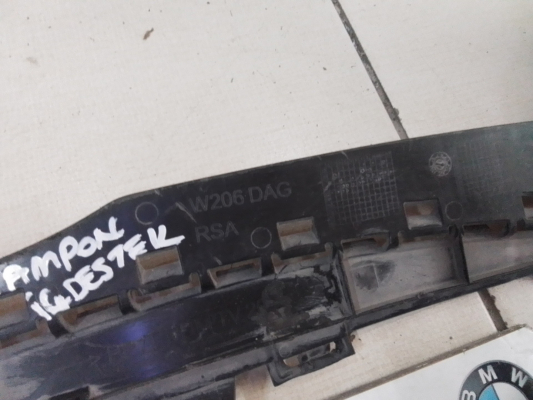 W206 DAG
RSA
TAMPON
İÇ DESTEK
BMW